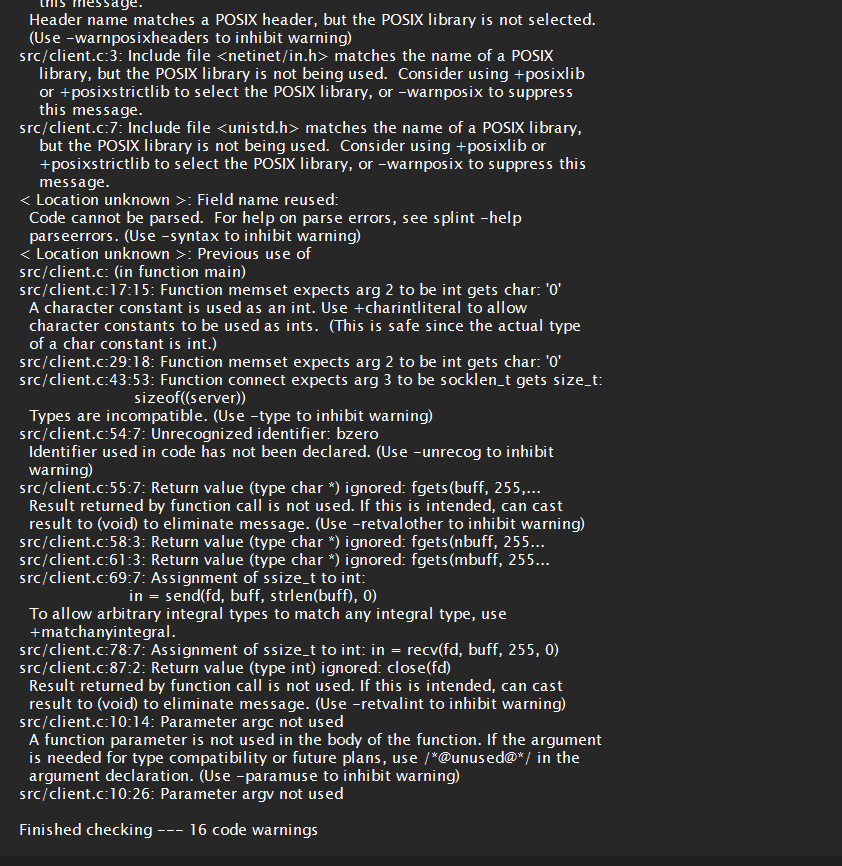 this message.
Header name matches a POSIX header, but the POSIX library is not selected.
(Use -warnposixheaders to inhibit warning)
src/client.c:3: Include file <netinet/in.h> matches the name of a POSIX
library, but the POSIX library is not being used.  Consider using +posixlib
or +posixstrictlib to select the POSIX library, or -warnposix to suppress
this message.
src/client.c:7: Include file <unistd.h> matches the name of a POSIX library,
but the POSIX library is not being used.  Consider using +posixlib or
+posixstrictlib to select the POSIX library, or -warnposix to suppress this
message.
< Location unknown >: Field name reused:
Code cannot be parsed.  For help on parse errors, see splint -help
parseerrors. (Use -syntax to inhibit warning)
< Location unknown >: Previous use of
src/client.c: (in function main)
src/client.c:17:15: Function memset expects arg 2 to be int gets char: '0'
A character constant is used as an int. Use +charintliteral to allow
character constants to be used as ints.  (This is safe since the actual type
of a char constant is int.)
src/client.c:29:18: Function memset expects arg 2 to be int gets char: '0'
src/client.c:43:53: Function connect expects arg 3 to be socklen_t gets size_t:
sizeof((server))
Types are incompatible. (Use -type to inhibit warning)
src/client.c:54:7: Unrecognized identifier: bzero
Identifier used in code has not been declared. (Use -unrecog to inhibit
warning)
src/client.c:55:7: Return value (type char *) ignored: fgets(buff, 255,...
Result returned by function call is not used. If this is intended, can cast
result to (void) to eliminate message. (Use -retvalother to inhibit warning)
src/client.c:58:3: Return value (type char *) ignored: fgets(nbuff, 255...
src/client.c:61:3: Return value (type char *) ignored: fgets(mbuff, 255...
src/client.c:69:7: Assignment of ssize_t to int:
in = send(fd, buff, strlen(buff), 0)
To allow arbitrary integral types to match any integral type, use
+matchanyintegral.
src/client.c:78:7: Assignment of ssize_t to int: in = recv(fd, buff, 255, 0)
src/client.c:87:2: Return value (type int) ignored: close(fd)
Result returned by function call is not used. If this is intended, can cast
result to (void) to eliminate message. (Use -retvalint to inhibit warning)
src/client.c:10:14: Parameter argc not used
A function parameter is not used in the body of the function. If the argument
is needed for type compatibility or future plans, use /*@unused@*/ in the
argument declaration. (Use -paramuse to inhibit warning)
src/client.c:10:26: Parameter argv not used
Finished checking --- 16 code warnings